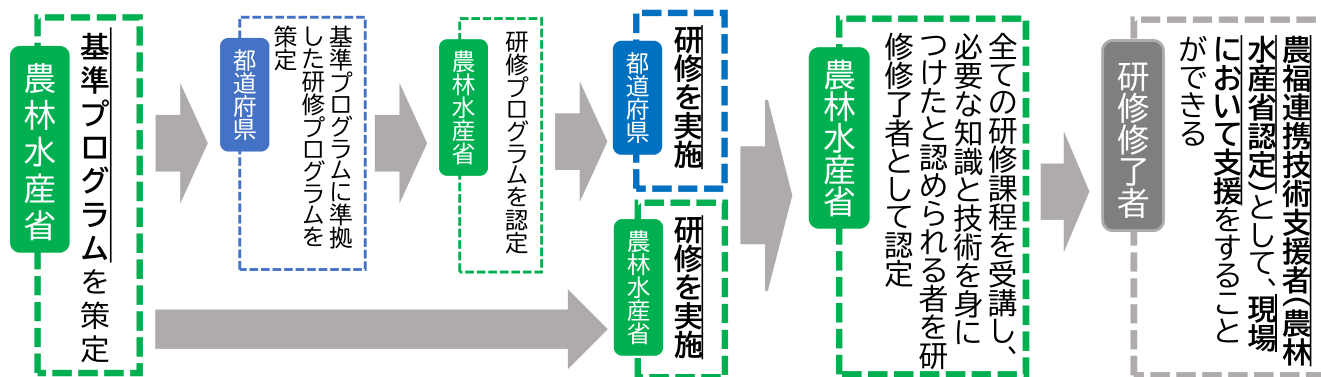 農林水産省
基準プログラムを策定
都道府県
基準プログラムに準拠
した研修プログラムを
策定
農林水産省
研修プログラムを認定
都道府県
研修を実施
農林水産省
研修を実施
農林水産省
全ての研修課程を受講し、
必要な知識と技術を身に
つけたと認められる者を研
修修了者として認定
研修修了者
農福連携技術支援者(農林
水産省認定)として、現場
において支援をすること
ができる